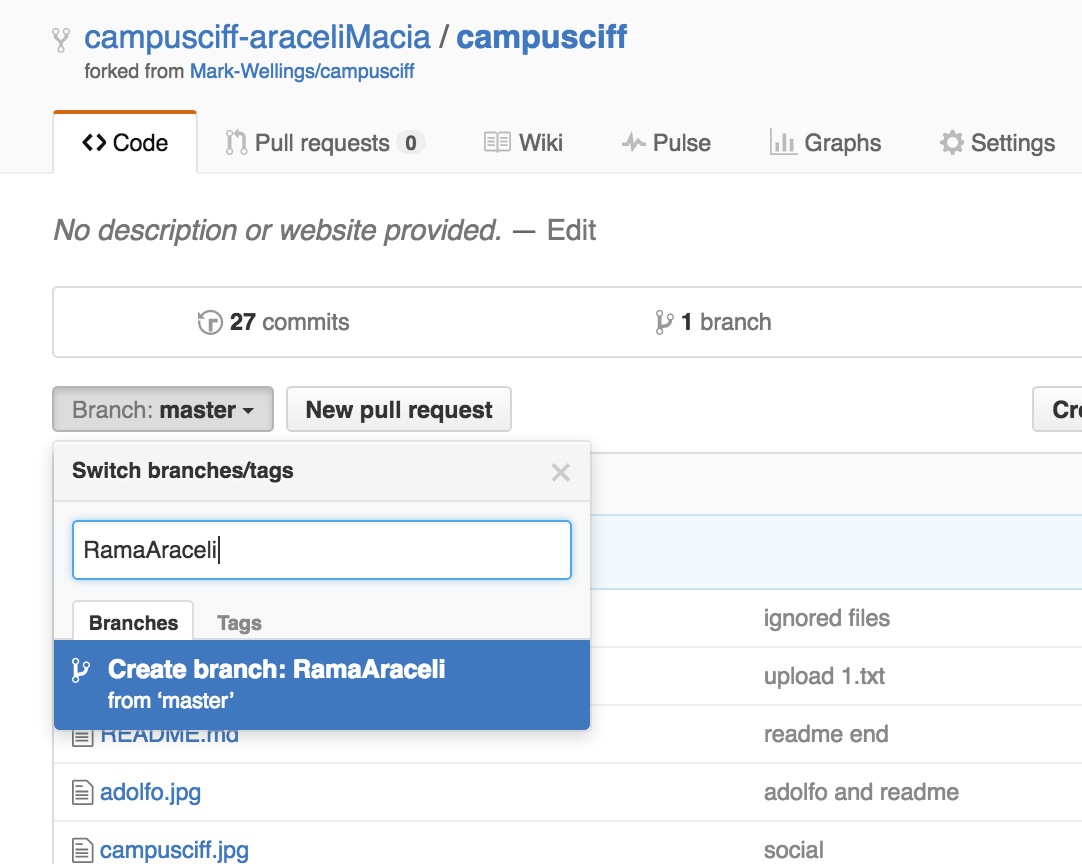 campusciff-araceliMacia / campusciff
forked from Mark-Wellings/campusciff
Code Pull requests 0 Wiki Pulse Graphs Settings
No description or website provided. — Edit
27 commits 1 branch
Branch: master New pull request
Switch branches/tags
RamaAraceli
Branches Tags
ignored files
Create branch: RamaAraceli
from ‘master’
upload 1.txt
README.md readme end
adolfo.jpg adolfo and readme
campusciff.jpg social